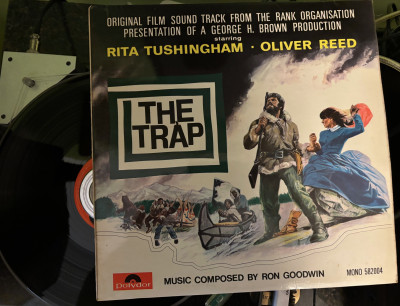 ORIGINAL FILM SOUND TRACK FROM THE RANK ORGANISATION
PRESENTATION OF A GEORGE H. BROWN PRODUCTION
starring
RITA TUSHINGHAM · OLIVER REED
THE
TRAP
Polydor
MUSIC COMPOSED BY RON GOODWIN
MONO 582004